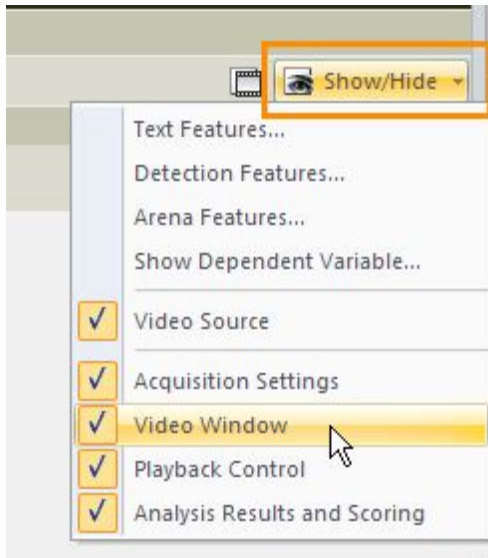 Show/Hide
Text Features...
Detection Features...
Arena Features...
Show Dependent Variable...
Video Source
Acquisition Settings
Video Window
Playback Control
Analysis Results and Scoring